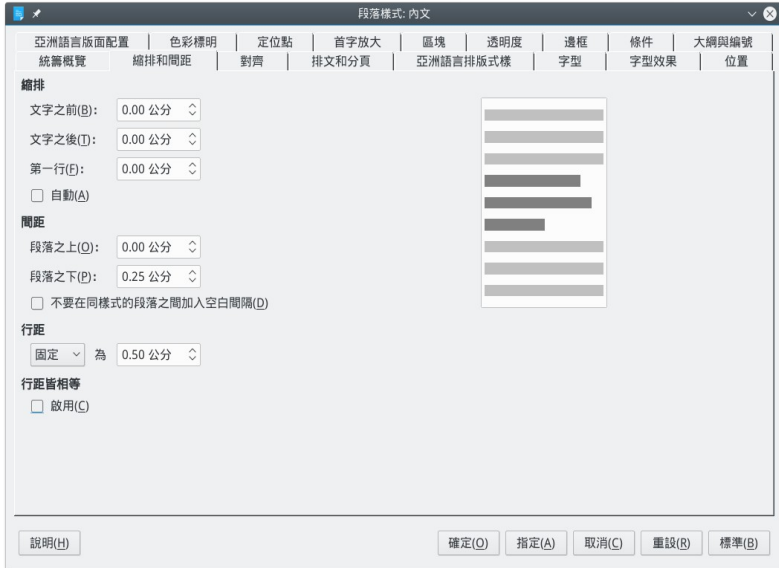 段落樣式: 內文
亞洲語言版面配置 色彩標明 定位點 首字放大 區塊 透明度 邊框 條件 大綱與編號
統籌概覽 縮排和間距 對齊 排文和分頁 亞洲語言排版式樣 字型 字型效果 位置
縮排
文字之前(B): 0.00 公分
文字之後(T): 0.00 公分
第一行(F): 0.00 公分
自動(A)
間距
段落之上(O): 0.00 公分
段落之下(P): 0.25 公分
不要在同樣式的段落之間加入空白間隔(D)
行距
固定 為 0.50 公分
行距皆相等
啟用(C)
說明(H) 確定(O) 指定(A) 取消(C) 重設(R) 標準(B)